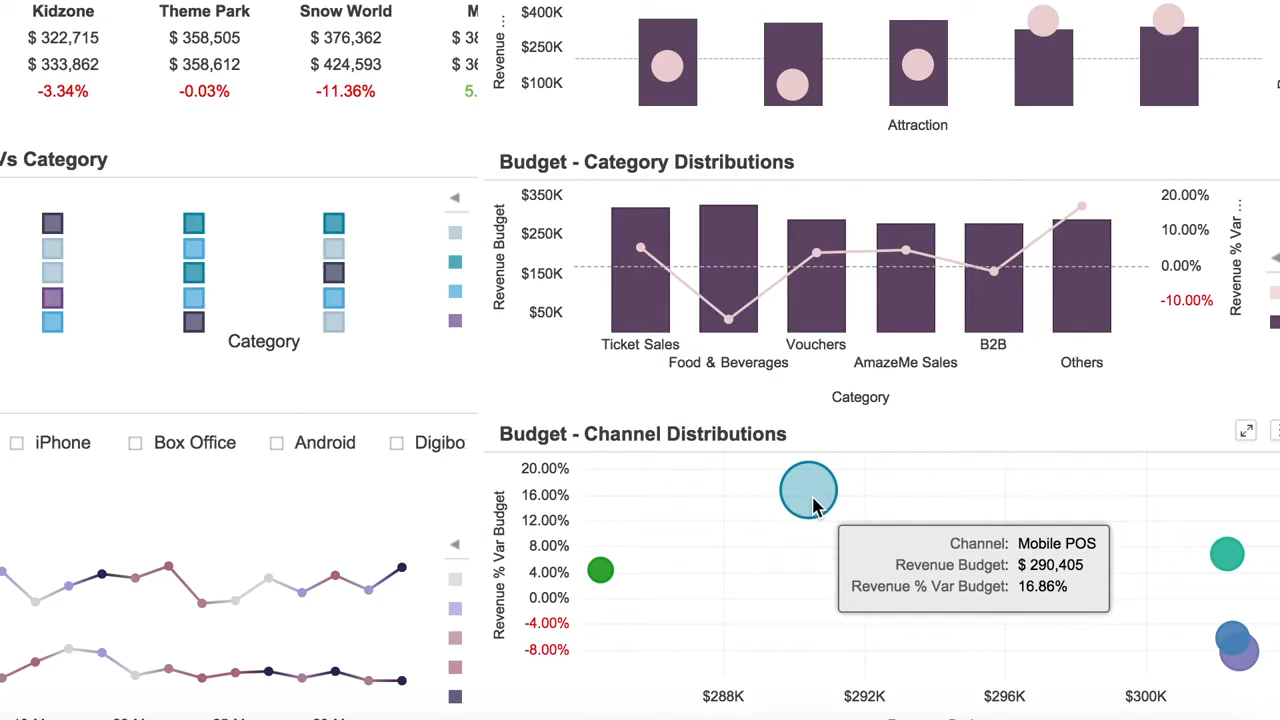 Kidzone Theme Park Snow World
$ 322,715 $ 358,505 $ 376,362
$ 333,862 $ 358,612 $ 424,593
-3.34% -0.03% -11.36% 5.
Vs Category
Category
iPhone Box Office Android Digibo
Revenue ...
$400K
$250K
$100K
Attraction
Budget - Category Distributions
Revenue Budget
$350K
$250K
$150K
$50K
20.00%
10.00%
0.00%
-10.00%
Revenue % Var ...
Ticket Sales Vouchers B2B
Food & Beverages AmazeMe Sales Others
Category
Budget - Channel Distributions
Revenue % Var Budget
20.00%
16.00%
12.00%
8.00%
4.00%
0.00%
-4.00%
-8.00%
Channel: Mobile POS
Revenue Budget: $ 290,405
Revenue % Var Budget: 16.86%
$288K $292K $296K $300K